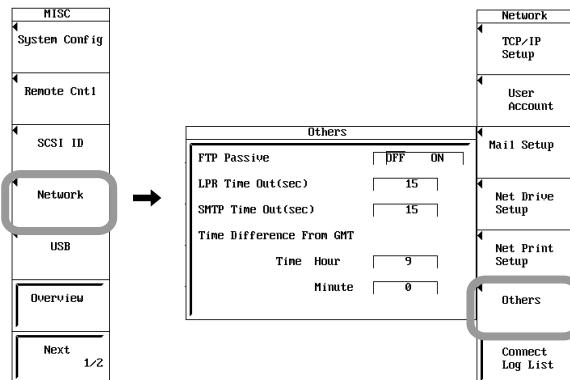 MISC
System Config
Remote Cntl
SCSI ID
Network
USB
Overview
Next
1/2
Others
FTP Passive OFF ON
LPR Time Out(sec) 15
SMTP Time Out(sec) 15
Time Difference From GMT
Time Hour 9
Minute 0
Network
TCP/IP
Setup
User
Account
Mail Setup
Net Drive
Setup
Net Print
Setup
Others
Connect
Log List